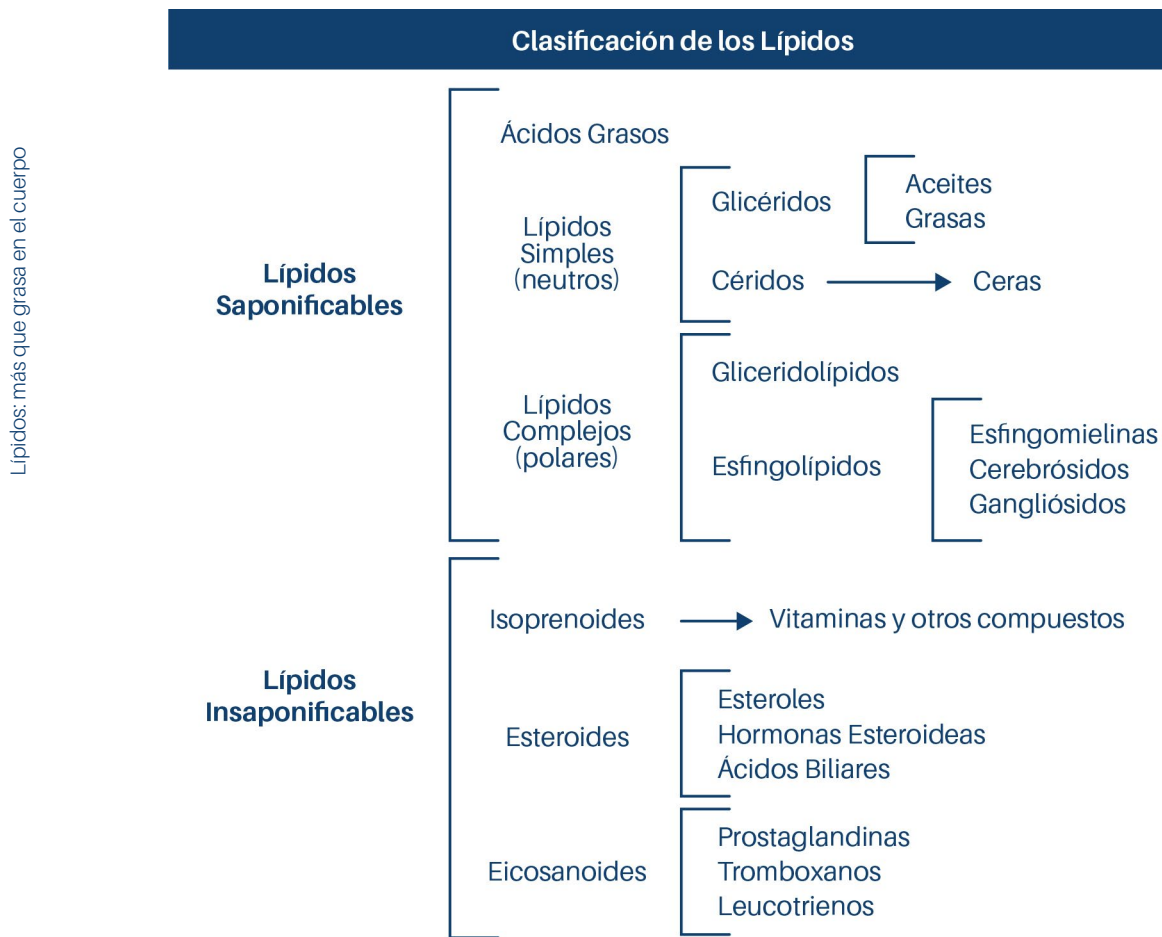 Clasificación de los Lípidos
Lípidos: más que grasa en el cuerpo
Lípidos
Saponificables
Ácidos Grasos
Lípidos
Simples
(neutros)
Glicéridos
Aceites
Grasas
Céridos
Ceras
Lípidos
Complejos
(polares)
Gliceridolípidos
Esfingolípidos
Esfingomielinas
Cerebrósidos
Gangliósidos
Lípidos
Insaponificables
Isoprenoides
Vitaminas y otros compuestos
Esteroides
Esteroles
Hormonas Esteroideas
Ácidos Biliares
Eicosanoides
Prostaglandinas
Tromboxanos
Leucotrienos